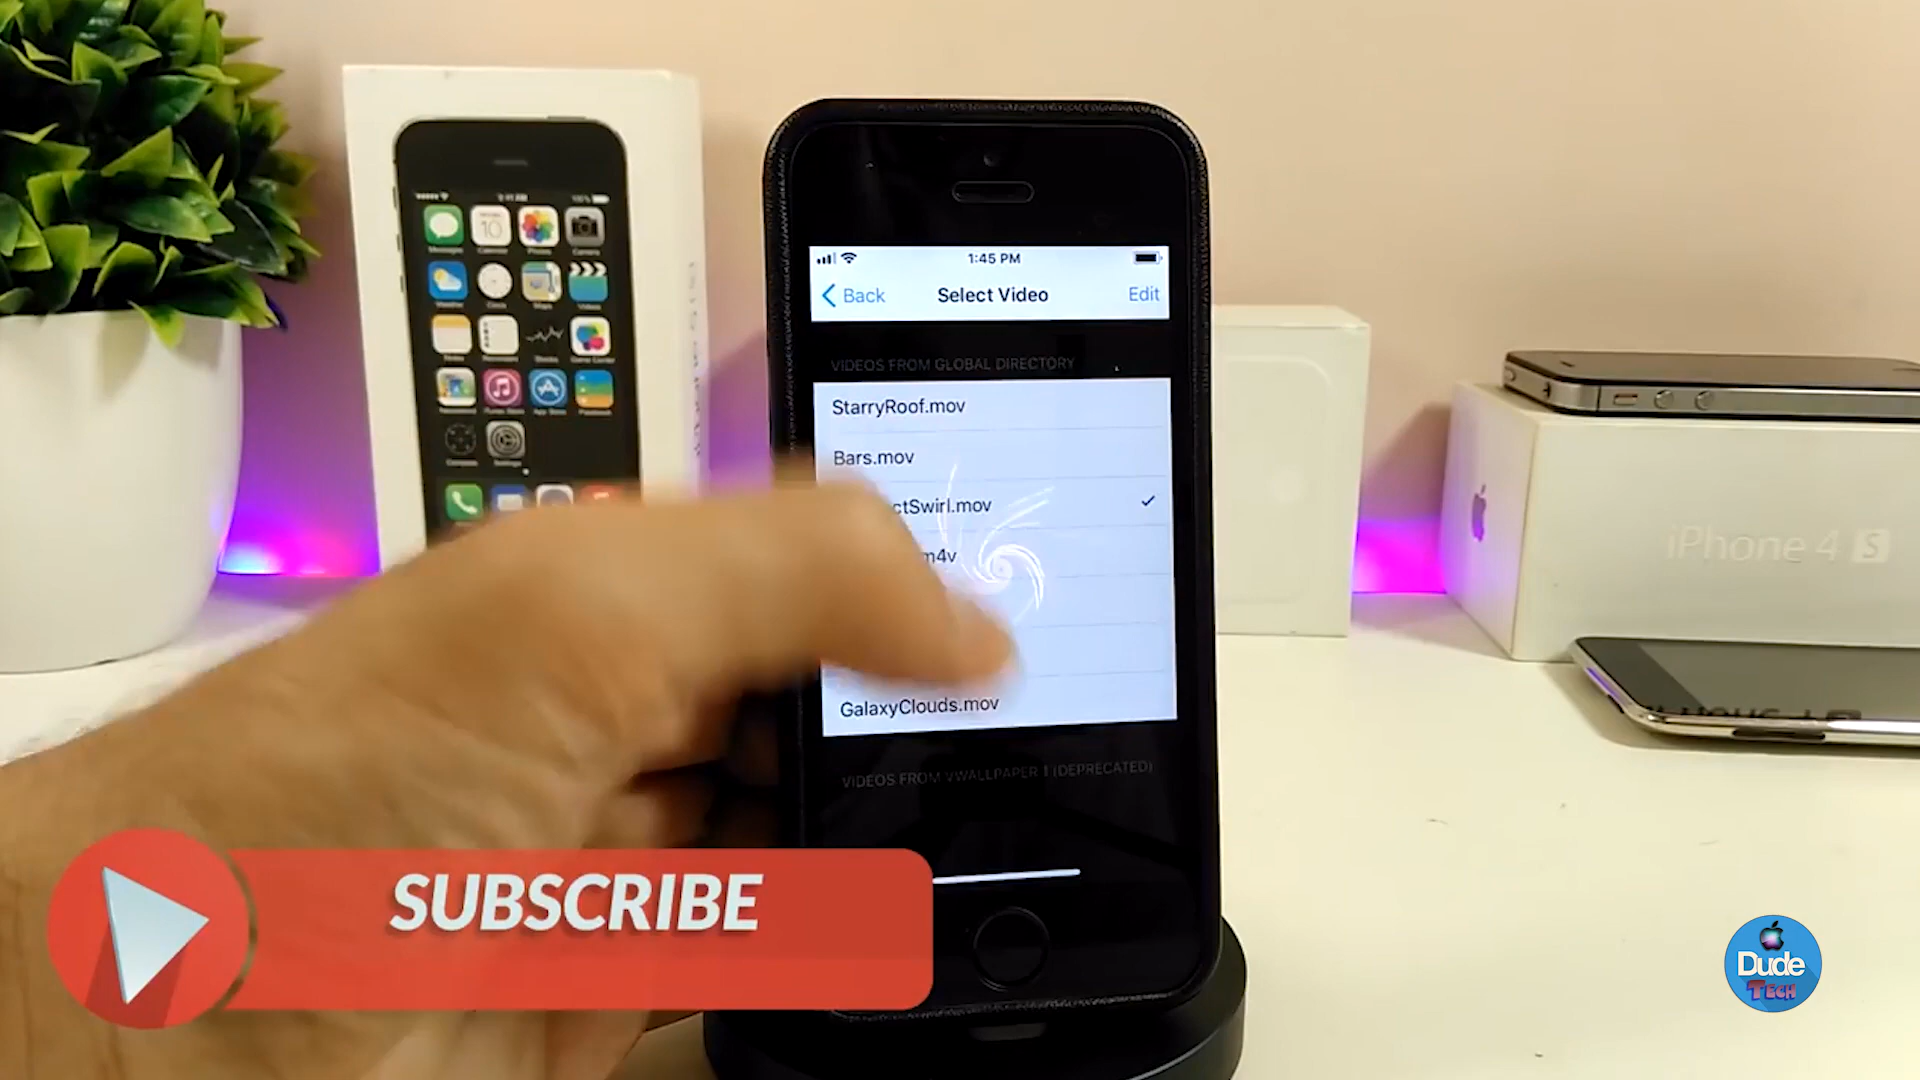 1:45 PM
Back
Select Video
Edit
VIDEOS FROM GLOBAL DIRECTORY
StarryRoof.mov
Bars.mov
ctSwirl.mov
m4v
GalaxyClouds.mov
VIDEOS FROM VWALLPAPER 1 (DEPRECATED)
iPhone 4 S
SUBSCRIBE
Dude
TECH